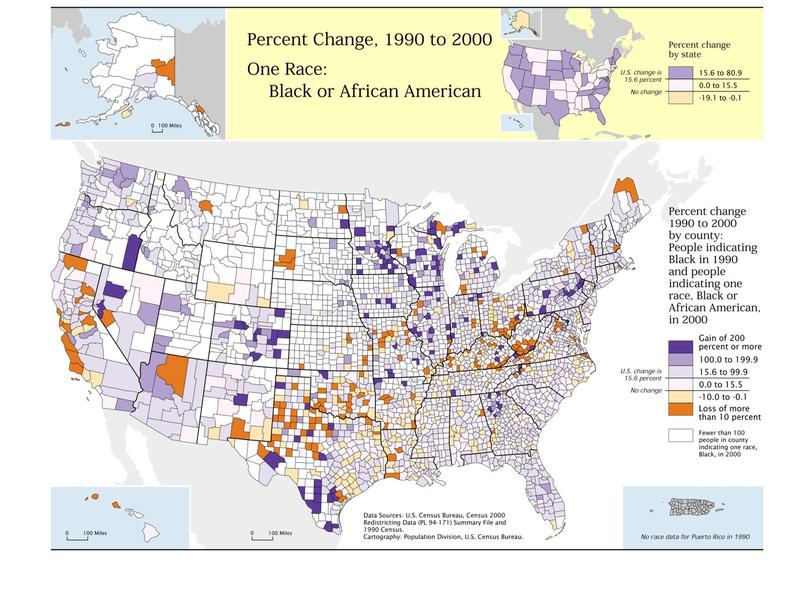 Percent Change, 1990 to 2000
One Race:
Black or African American
0 100 Miles
Percent change
by state
U.S. change is
15.6 percent
No change
15.6 to 80.9
0.0 to 15.5
-19.1 to -0.1
Percent change
1990 to 2000
by county:
People indicating
Black in 1990
and people
indicating one
race, Black or
African American,
in 2000
Gain of 200
percent or more
100.0 to 199.9
U.S. change is
15.6 percent
15.6 to 99.9
0.0 to 15.5
No change
-10.0 to -0.1
Loss of more
than 10 percent
Fewer than 100
people in county
indicating one race,
Black, in 2000
0 100 Miles
0 100 Miles
Data Sources: U.S. Census Bureau, Census 2000
Redistricting Data (PL 94-171) Summary File and
1990 Census.
Cartography: Population Division, U.S. Census Bureau.
No race data for Puerto Rico in 1990